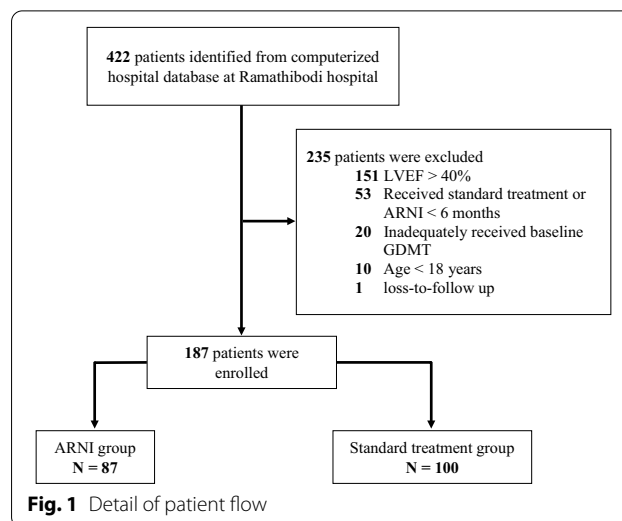 422 patients identified from computerized
hospital database at Ramathibodi hospital
235 patients were excluded
151 LVEF > 40%
53 Received standard treatment or
ARNI < 6 months
20 Inadequately received baseline
GDMT
10 Age < 18 years
1 loss-to-follow up
187 patients were
enrolled
ARNI group
N = 87
Standard treatment group
N = 100
Fig. 1 Detail of patient flow